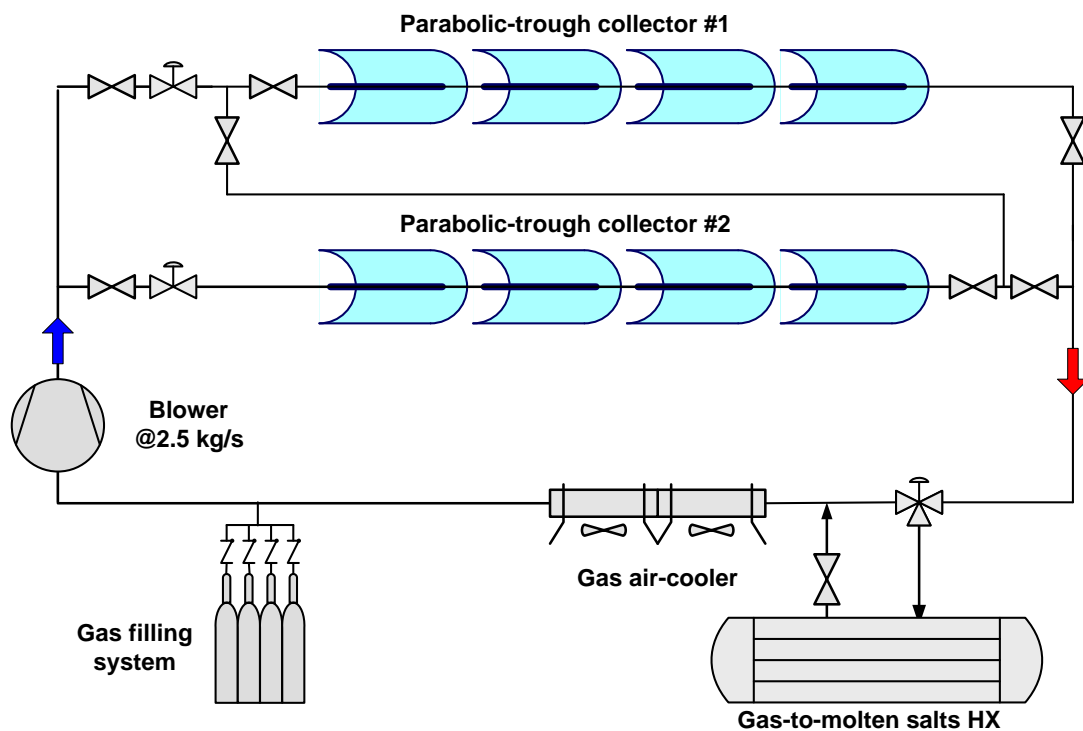 Parabolic-trough collector #1
Parabolic-trough collector #2
Blower
@2.5 kg/s
Gas air-cooler
Gas filling
system
Gas-to-molten salts HX